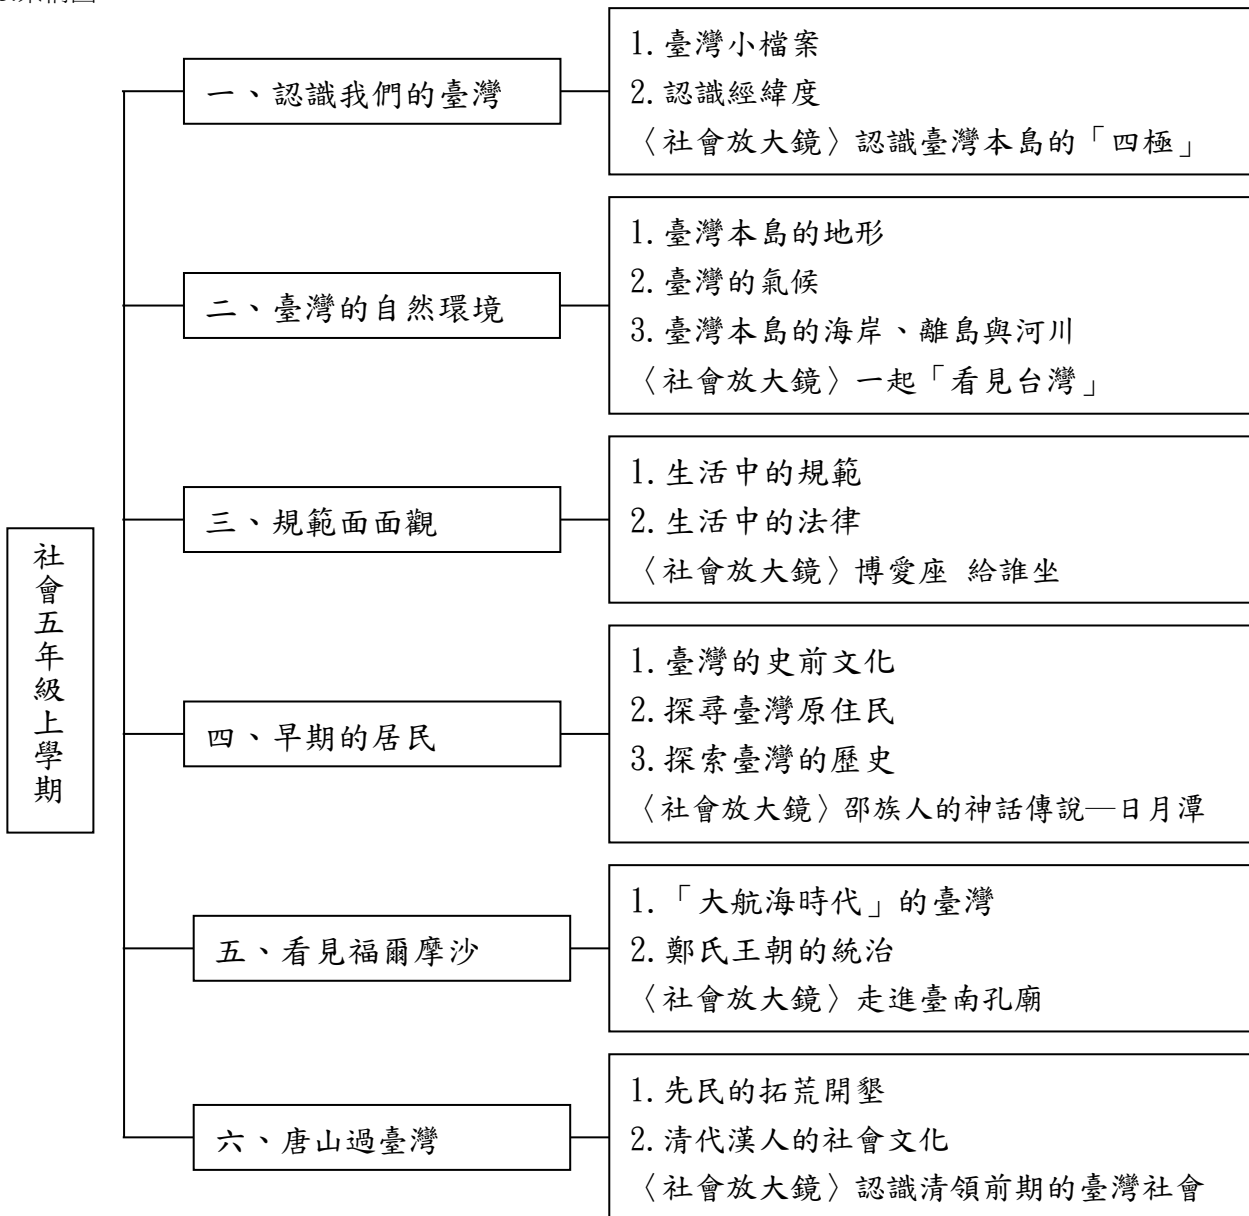 社會五年級上學期
一、認識我們的臺灣
1.臺灣小檔案
2.認識經緯度
〈社會放大鏡〉認識臺灣本島的「四極」
二、臺灣的自然環境
1.臺灣本島的地形
2.臺灣的氣候
3.臺灣本島的海岸、離島與河川
〈社會放大鏡〉一起「看見台灣」
三、規範面面觀
1.生活中的規範
2.生活中的法律
〈社會放大鏡〉博愛座 給誰坐
四、早期的居民
1.臺灣的史前文化
2.探尋臺灣原住民
3.探索臺灣的歷史
〈社會放大鏡〉邵族人的神話傳說─日月潭
五、看見福爾摩沙
1.「大航海時代」的臺灣
2.鄭氏王朝的統治
〈社會放大鏡〉走進臺南孔廟
六、唐山過臺灣
1.先民的拓荒開墾
2.清代漢人的社會文化
〈社會放大鏡〉認識清領前期的臺灣社會